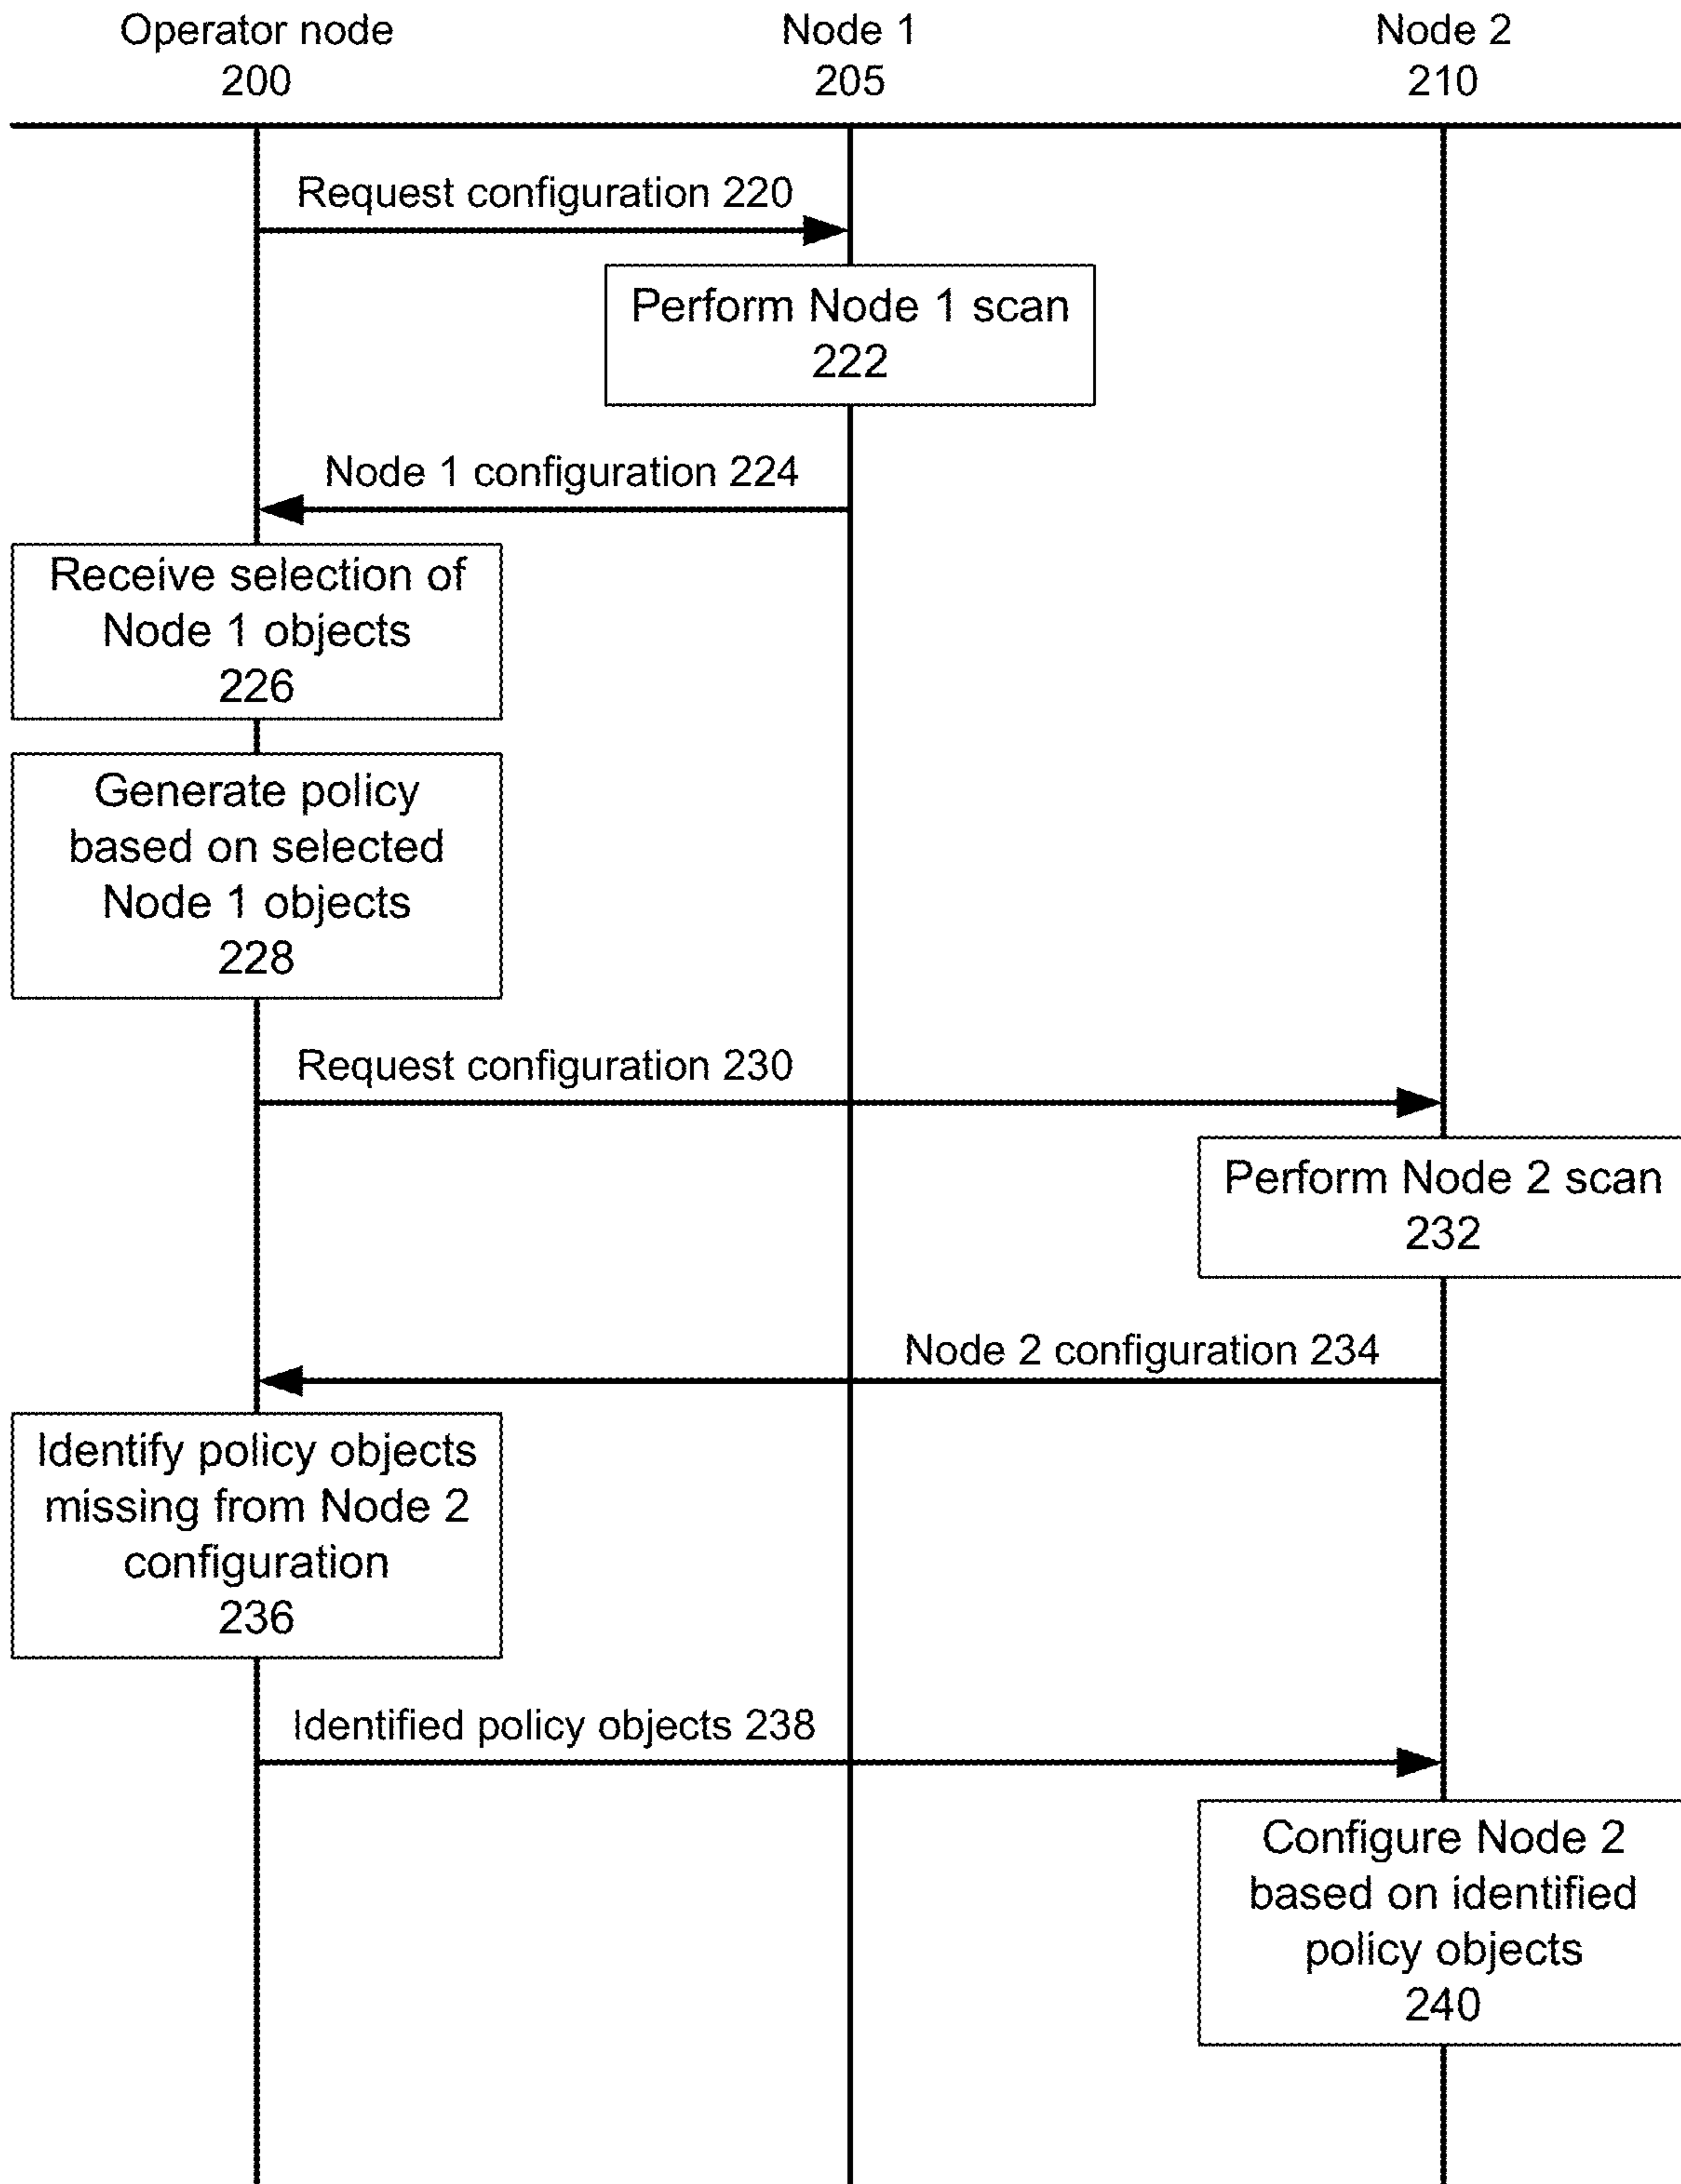 Operator node
200
Node 1
205
Node 2
210
Request configuration 220
Perform Node 1 scan
222
Node 1 configuration 224
Receive selection of
Node 1 objects
226
Generate policy
based on selected
Node 1 objects
228
Request configuration 230
Perform Node 2 scan
232
Node 2 configuration 234
Identify policy objects
missing from Node 2
configuration
236
Identified policy objects 238
Configure Node 2
based on identified
policy objects
240